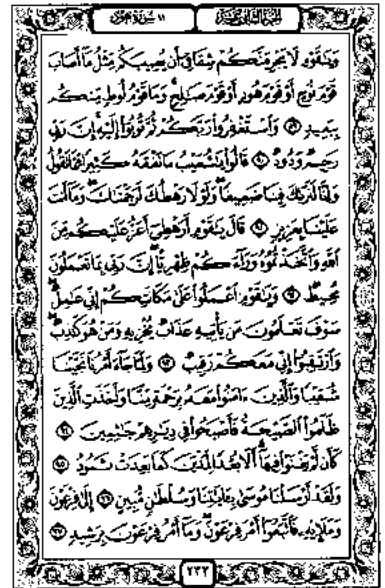 الجزء الثاني عشر ١١ سورة هود
وَيَٰقَوْمِ لَا يَجْرِمَنَّكُمْ شِقَاقِىٓ أَن يُصِيبَكُم مِّثْلُ مَآ أَصَابَ
قَوْمَ نُوحٍ أَوْ قَوْمَ هُودٍ أَوْ قَوْمَ صَٰلِحٍ وَمَا قَوْمُ لُوطٍ مِّنكُم
بِبَعِيدٍ ٨٩ وَٱسْتَغْفِرُوا۟ رَبَّكُمْ ثُمَّ تُوبُوٓا۟ إِلَيْهِ إِنَّ رَبِّى
رَحِيمٌ وَدُودٌ ٩٠ قَالُوا۟ يَٰشُعَيْبُ مَا نَفْقَهُ كَثِيرًا مِّمَّا تَقُولُ
وَإِنَّا لَنَرَىٰكَ فِينَا ضَعِيفًا وَلَوْلَا رَهْطُكَ لَرَجَمْنَٰكَ وَمَآ أَنتَ
عَلَيْنَا بِعَزِيزٍ ٩١ قَالَ يَٰقَوْمِ أَرَهْطِىٓ أَعَزُّ عَلَيْكُم مِّنَ
ٱللَّهِ وَٱتَّخَذْتُمُوهُ وَرَآءَكُمْ ظِهْرِيًّا إِنَّ رَبِّى بِمَا تَعْمَلُونَ
مُحِيطٌ ٩٢ وَيَٰقَوْمِ ٱعْمَلُوا۟ عَلَىٰ مَكَانَتِكُمْ إِنِّى عَٰمِلٌ
سَوْفَ تَعْلَمُونَ مَن يَأْتِيهِ عَذَابٌ يُخْزِيهِ وَمَنْ هُوَ كَٰذِبٌ
وَٱرْتَقِبُوٓا۟ إِنِّى مَعَكُمْ رَقِيبٌ ٩٣ وَلَمَّا جَآءَ أَمْرُنَا نَجَّيْنَا
شُعَيْبًا وَٱلَّذِينَ ءَامَنُوا۟ مَعَهُۥ بِرَحْمَةٍ مِّنَّا وَأَخَذَتِ ٱلَّذِينَ
ظَلَمُوا۟ ٱلصَّيْحَةُ فَأَصْبَحُوا۟ فِى دِيَٰرِهِمْ جَٰثِمِينَ ٩٤
كَأَن لَّمْ يَغْنَوْا۟ فِيهَآ أَلَا بُعْدًا لِّمَدْيَنَ كَمَا بَعِدَتْ ثَمُودُ ٩٥
وَلَقَدْ أَرْسَلْنَا مُوسَىٰ بِـَٔايَٰتِنَا وَسُلْطَٰنٍ مُّبِينٍ ٩٦ إِلَىٰ فِرْعَوْنَ
وَمَلَإِي۟هِۦ فَٱتَّبَعُوٓا۟ أَمْرَ فِرْعَوْنَ وَمَآ أَمْرُ فِرْعَوْنَ بِرَشِيدٍ ٩٧
٢٣٢